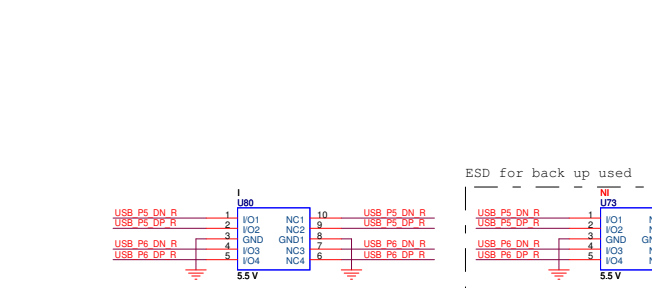 ESD for back up used
I
U80
USB_P5_DN_R 1 I/O1 NC1 10 USB_P5_DN_R
USB_P5_DP_R 2 I/O2 NC2 9 USB_P5_DP_R
3 GND GND1 8
USB_P6_DN_R 4 I/O3 NC3 7 USB_P6_DN_R
USB_P6_DP_R 5 I/O4 NC4 6 USB_P6_DP_R
5.5 V
NI
U73
USB_P5_DN_R 1 I/O1 N
USB_P5_DP_R 2 I/O2 N
3 GND GN
USB_P6_DN_R 4 I/O3 N
USB_P6_DP_R 5 I/O4 N
5.5 V